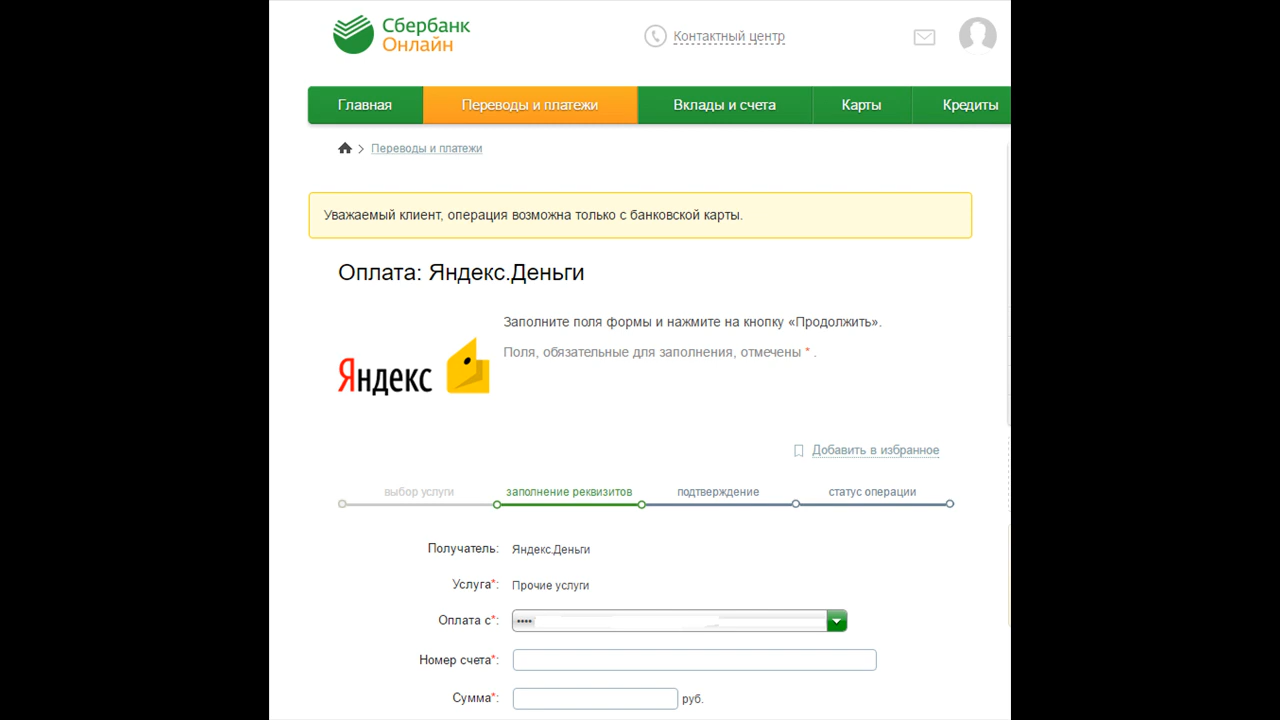 Сбербанк
Онлайн
Контактный центр
Главная
Переводы и платежи
Вклады и счета
Карты
Кредиты
Переводы и платежи
Уважаемый клиент, операция возможна только с банковской карты.
Оплата: Яндекс.Деньги
Заполните поля формы и нажмите на кнопку «Продолжить».
Поля, обязательные для заполнения, отмечены * .
Яндекс
Добавить в избранное
выбор услуги
заполнение реквизитов
подтверждение
статус операции
Получатель: Яндекс.Деньги
Услуга*: Прочие услуги
Оплата с*: ••••
Номер счета*:
Сумма*: руб.